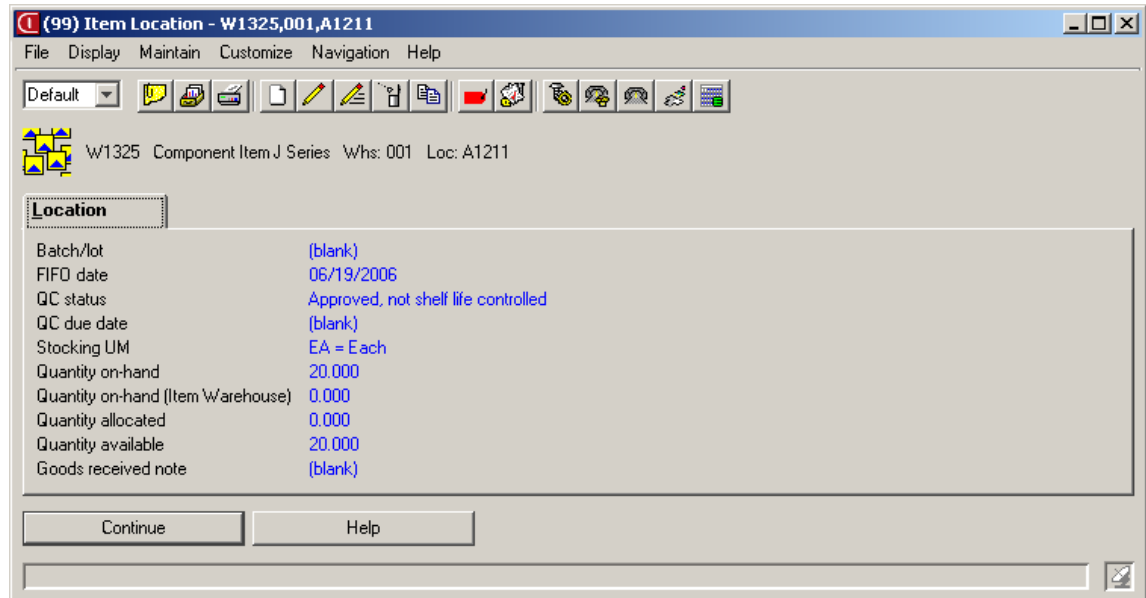 (99) Item Location - W1325,001,A1211
File Display Maintain Customize Navigation Help
Default
W1325 Component Item J Series Whs: 001 Loc: A1211
Location
Batch/lot (blank)
FIFO date 06/19/2006
QC status Approved, not shelf life controlled
QC due date (blank)
Stocking UM EA = Each
Quantity on-hand 20.000
Quantity on-hand (Item Warehouse) 0.000
Quantity allocated 0.000
Quantity available 20.000
Goods received note (blank)
Continue Help